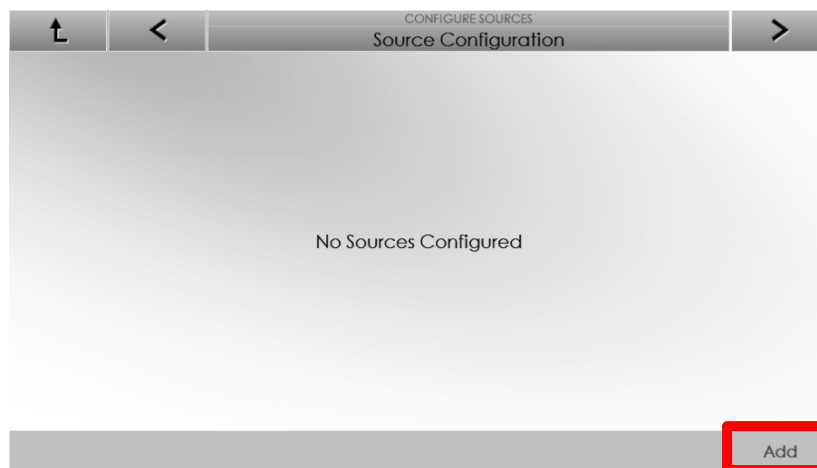 CONFIGURE SOURCES
Source Configuration
No Sources Configured
Add